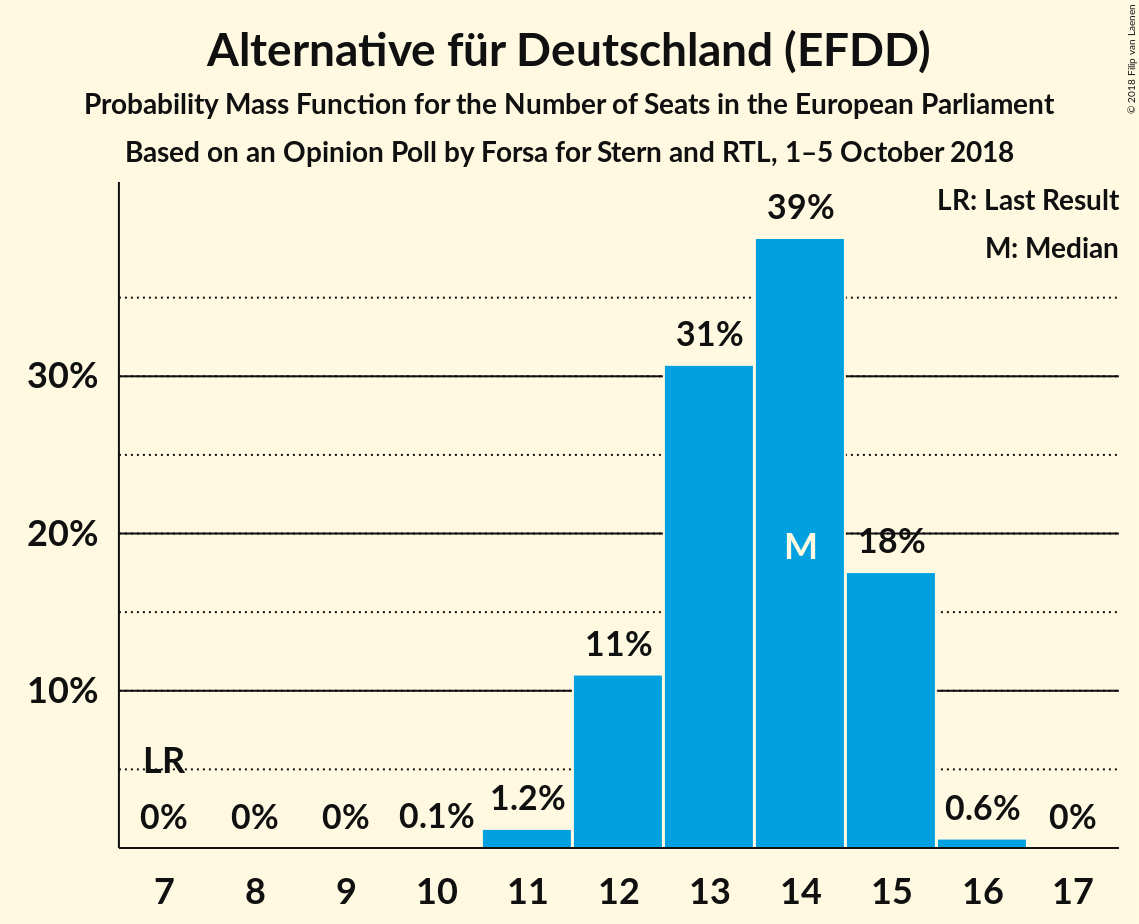 Alternative für Deutschland (EFDD)
Probability Mass Function for the Number of Seats in the European Parliament
Based on an Opinion Poll by Forsa for Stern and RTL, 1–5 October 2018
© 2018 Filip van Laenen
LR: Last Result
M: Median
39%
31%
30%
20%
18%
M
11%
10%
LR
0%
0%
0%
0.1%
1.2%
0.6%
0%
7 8 9 10 11 12 13 14 15 16 17